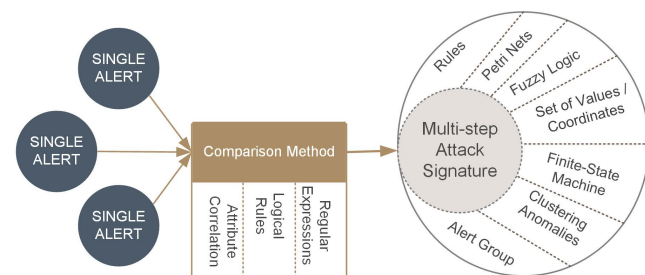 SINGLE
ALERT
SINGLE
ALERT
SINGLE
ALERT
Comparison Method
Attribute
Correlation
Logical
Rules
Regular
Expressions
Multi-step
Attack
Signature
Rules
Petri Nets
Fuzzy Logic
Set of Values /
Coordinates
Finite-State
Machine
Clustering
Anomalies
Alert Group